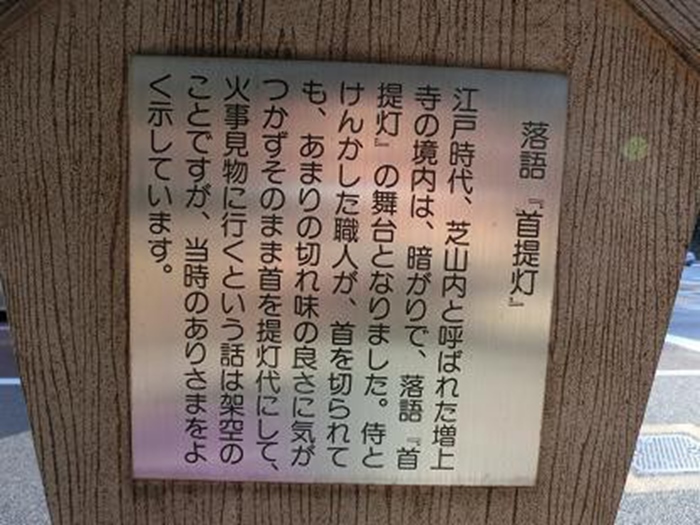 落語『首提灯』
江戸時代、芝山内と呼ばれた増上
寺の境内は、暗がりで、落語『首
提灯』の舞台となりました。侍と
けんかした職人が、首を切られて
も、あまりの切れ味の良さに気が
つかずそのまま首を提灯代にして、
火事見物に行くという話は架空の
ことですが、当時のありさまをよ
く示しています。